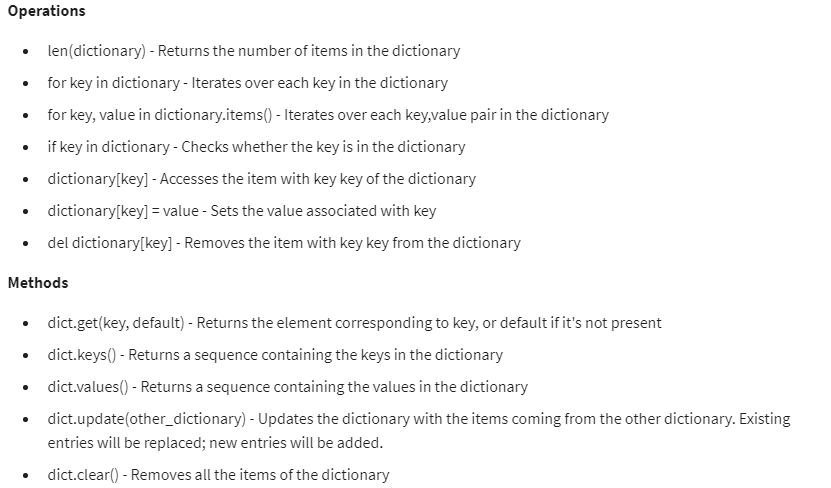 Operations
len(dictionary) - Returns the number of items in the dictionary
for key in dictionary - Iterates over each key in the dictionary
for key, value in dictionary.items() - Iterates over each key,value pair in the dictionary
if key in dictionary - Checks whether the key is in the dictionary
dictionary[key] - Accesses the item with key key of the dictionary
dictionary[key] = value - Sets the value associated with key
del dictionary[key] - Removes the item with key key from the dictionary
Methods
dict.get(key, default) - Returns the element corresponding to key, or default if it's not present
dict.keys() - Returns a sequence containing the keys in the dictionary
dict.values() - Returns a sequence containing the values in the dictionary
dict.update(other_dictionary) - Updates the dictionary with the items coming from the other dictionary. Existing
entries will be replaced; new entries will be added.
dict.clear() - Removes all the items of the dictionary